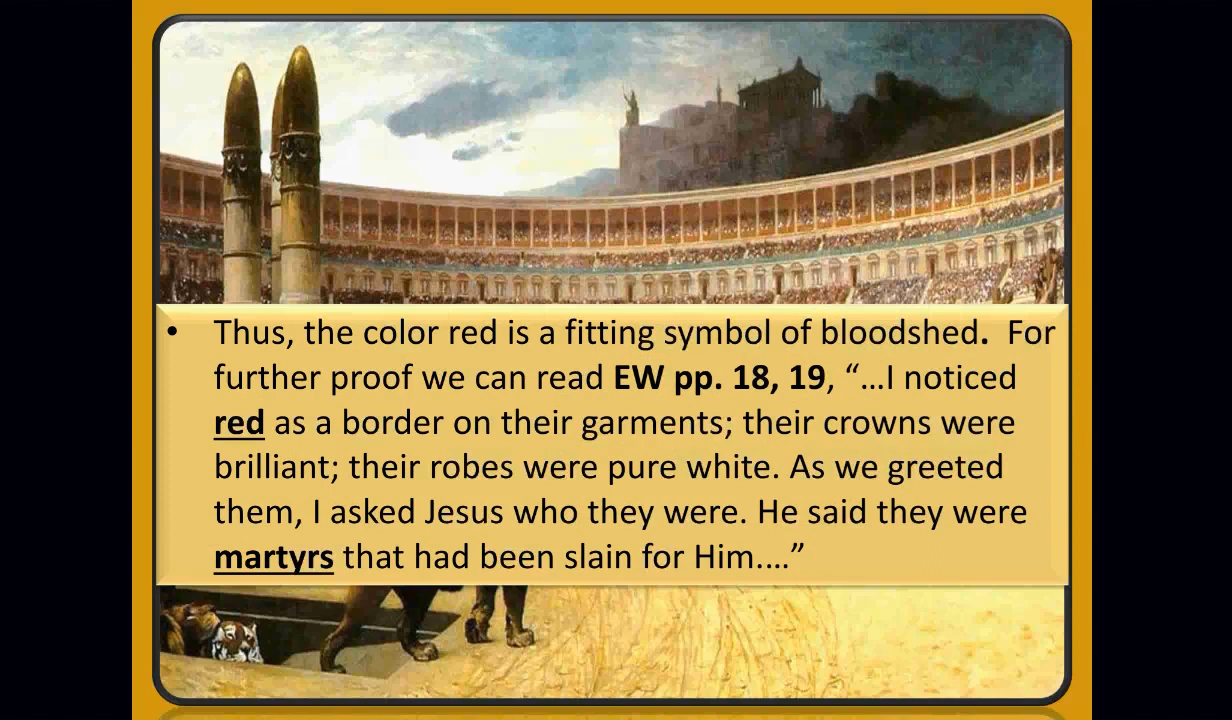 • Thus, the color red is a fitting symbol of bloodshed.  For
further proof we can read EW pp. 18, 19, “…I noticed
red as a border on their garments; their crowns were
brilliant; their robes were pure white. As we greeted
them, I asked Jesus who they were. He said they were
martyrs that had been slain for Him.…”